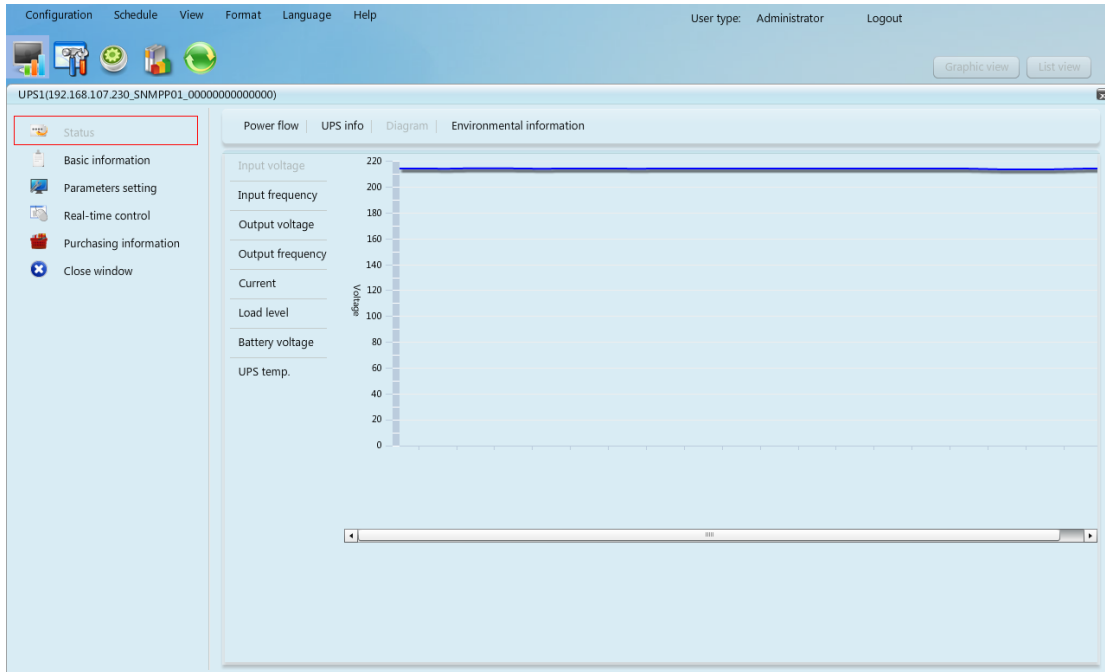 Configuration Schedule View Format Language Help User type: Administrator Logout
Graphic view List view
UPS1(192.168.107.230_SNMPP01_00000000000000)
Status
Basic information
Parameters setting
Real-time control
Purchasing information
Close window
Power flow UPS info Diagram Environmental information
Input voltage
Input frequency
Output voltage
Output frequency
Current
Load level
Battery voltage
UPS temp.
Voltage
220
200
180
160
140
120
100
80
60
40
20
0